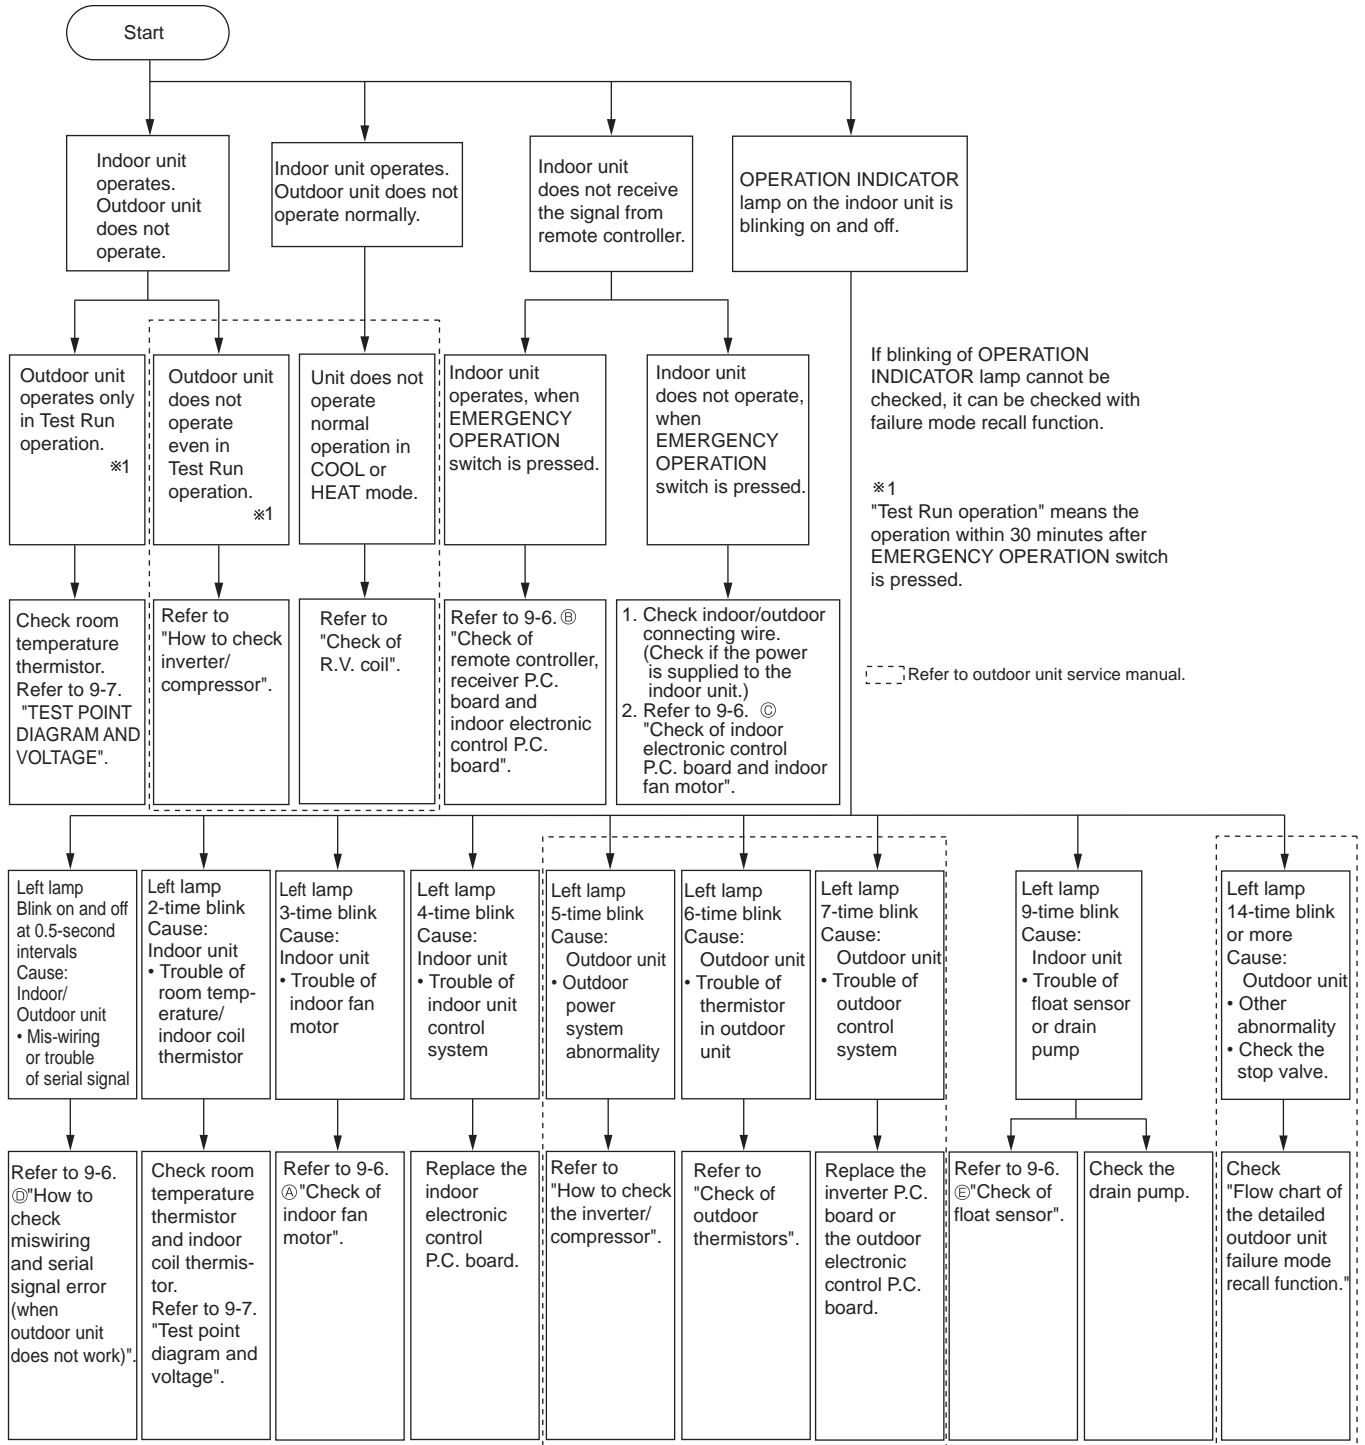 Start
Indoor unit
operates.
Outdoor unit
does not
operate.
Indoor unit operates.
Outdoor unit does not
operate normally.
Indoor unit
does not receive
the signal from
remote controller.
OPERATION INDICATOR
lamp on the indoor unit is
blinking on and off.
Outdoor unit
operates only
in Test Run
operation.
※1
Outdoor unit
does not
operate
even in
Test Run
operation.
※1
Unit does not
operate
normal
operation in
COOL or
HEAT mode.
Indoor unit
operates, when
EMERGENCY
OPERATION
switch is pressed.
Indoor unit
does not operate,
when
EMERGENCY
OPERATION
switch is pressed.
If blinking of OPERATION
INDICATOR lamp cannot be
checked, it can be checked with
failure mode recall function.
※1
"Test Run operation" means the
operation within 30 minutes after
EMERGENCY OPERATION switch
is pressed.
Refer to outdoor unit service manual.
Check room
temperature
thermistor.
Refer to 9-7.
"TEST POINT
DIAGRAM AND
VOLTAGE".
Refer to
"How to check
inverter/
compressor".
Refer to
"Check of
R.V. coil".
Refer to 9-6. Ⓑ
"Check of
remote controller,
receiver P.C.
board and
indoor electronic
control P.C.
board".
1. Check indoor/outdoor
connecting wire.
(Check if the power
is supplied to the
indoor unit.)
2. Refer to 9-6. Ⓒ
"Check of indoor
electronic control
P.C. board and indoor
fan motor".
Left lamp
Blink on and off
at 0.5-second
intervals
Cause:
Indoor/
Outdoor unit
• Mis-wiring
or trouble
of serial signal
Left lamp
2-time blink
Cause:
Indoor unit
• Trouble of
room temp-
erature/
indoor coil
thermistor
Left lamp
3-time blink
Cause:
Indoor unit
• Trouble of
indoor fan
motor
Left lamp
4-time blink
Cause:
Indoor unit
• Trouble of
indoor unit
control
system
Left lamp
5-time blink
Cause:
Outdoor unit
• Outdoor
power
system
abnormality
Left lamp
6-time blink
Cause:
Outdoor unit
• Trouble of
thermistor
in outdoor
unit
Left lamp
7-time blink
Cause:
Outdoor unit
• Trouble of
outdoor
control
system
Left lamp
9-time blink
Cause:
Indoor unit
• Trouble of
float sensor
or drain
pump
Left lamp
14-time blink
or more
Cause:
Outdoor unit
• Other
abnormality
• Check the
stop valve.
Refer to 9-6.
Ⓓ"How to
check
miswiring
and serial
signal error
(when
outdoor unit
does not work)".
Check room
temperature
thermistor
and indoor
coil thermis-
tor.
Refer to 9-7.
"Test point
diagram and
voltage".
Refer to 9-6.
Ⓐ"Check of
indoor fan
motor".
Replace the
indoor
electronic
control
P.C. board.
Refer to
"How to check
the inverter/
compressor".
Refer to
"Check of
outdoor
thermistors".
Replace the
inverter P.C.
board or
the outdoor
electronic
control P.C.
board.
Refer to 9-6.
Ⓔ"Check of
float sensor".
Check the
drain pump.
Check
"Flow chart of
the detailed
outdoor unit
failure mode
recall function."